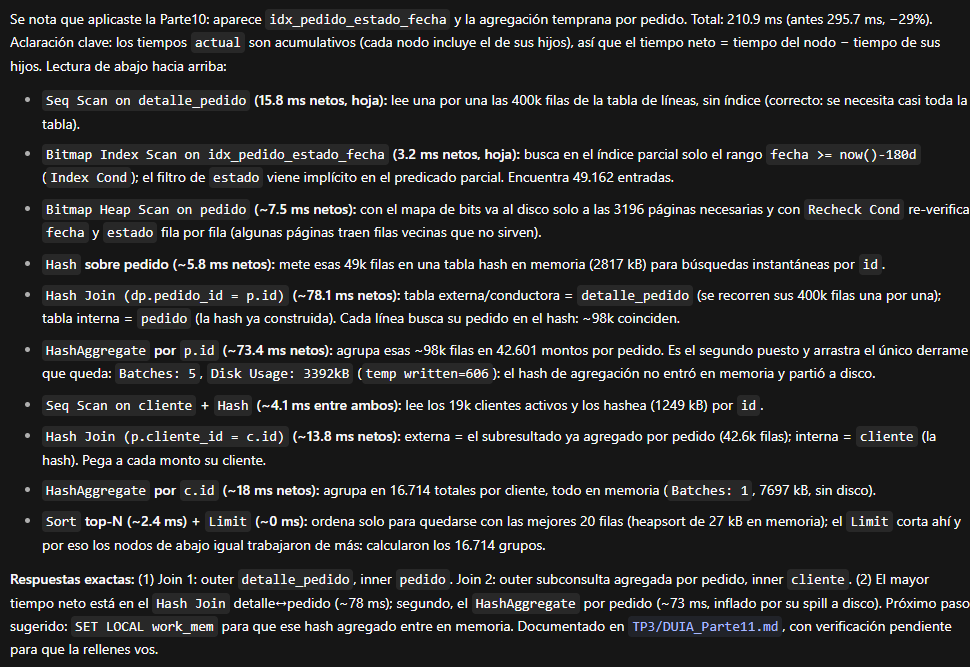 Se nota que aplicaste la Parte10: aparece idx_pedido_estado_fecha y la agregación temprana por pedido. Total: 210.9 ms (antes 295.7 ms, −29%).
Aclaración clave: los tiempos actual son acumulativos (cada nodo incluye el de sus hijos), así que el tiempo neto = tiempo del nodo − tiempo de sus
hijos. Lectura de abajo hacia arriba:
• Seq Scan on detalle_pedido (15.8 ms netos, hoja): lee una por una las 400k filas de la tabla de líneas, sin índice (correcto: se necesita casi toda la
tabla).
• Bitmap Index Scan on idx_pedido_estado_fecha (3.2 ms netos, hoja): busca en el índice parcial solo el rango fecha >= now()-180d
(Index Cond); el filtro de estado viene implícito en el predicado parcial. Encuentra 49.162 entradas.
• Bitmap Heap Scan on pedido (~7.5 ms netos): con el mapa de bits va al disco solo a las 3196 páginas necesarias y con Recheck Cond re-verifica
fecha y estado fila por fila (algunas páginas traen filas vecinas que no sirven).
• Hash sobre pedido (~5.8 ms netos): mete esas 49k filas en una tabla hash en memoria (2817 kB) para búsquedas instantáneas por id.
• Hash Join (dp.pedido_id = p.id) (~78.1 ms netos): tabla externa/conductora = detalle_pedido (se recorren sus 400k filas una por una);
tabla interna = pedido (la hash ya construida). Cada línea busca su pedido en el hash: ~98k coinciden.
• HashAggregate por p.id (~73.4 ms netos): agrupa esas ~98k filas en 42.601 montos por pedido. Es el segundo puesto y arrastra el único derrame
que queda: Batches: 5, Disk Usage: 3392kB (temp written=606): el hash de agregación no entró en memoria y partió a disco.
• Seq Scan on cliente + Hash (~4.1 ms entre ambos): lee los 19k clientes activos y los hashea (1249 kB) por id.
• Hash Join (p.cliente_id = c.id) (~13.8 ms netos): externa = el subresultado ya agregado por pedido (42.6k filas); interna = cliente (la
hash). Pega a cada monto su cliente.
• HashAggregate por c.id (~18 ms netos): agrupa en 16.714 totales por cliente, todo en memoria (Batches: 1, 7697 kB, sin disco).
• Sort top-N (~2.4 ms) + Limit (~0 ms): ordena solo para quedarse con las mejores 20 filas (heapsort de 27 kB en memoria); el Limit corta ahí y
por eso los nodos de abajo igual trabajaron de más: calcularon los 16.714 grupos.
Respuestas exactas: (1) Join 1: outer detalle_pedido, inner pedido. Join 2: outer subconsulta agregada por pedido, inner cliente. (2) El mayor
tiempo neto está en el Hash Join detalle↔pedido (~78 ms); segundo, el HashAggregate por pedido (~73 ms, inflado por su spill a disco). Próximo paso
sugerido: SET LOCAL work_mem para que ese hash agregado entre en memoria. Documentado en TP3/DUIA_Parte11.md, con verificación pendiente
para que la rellenes vos.